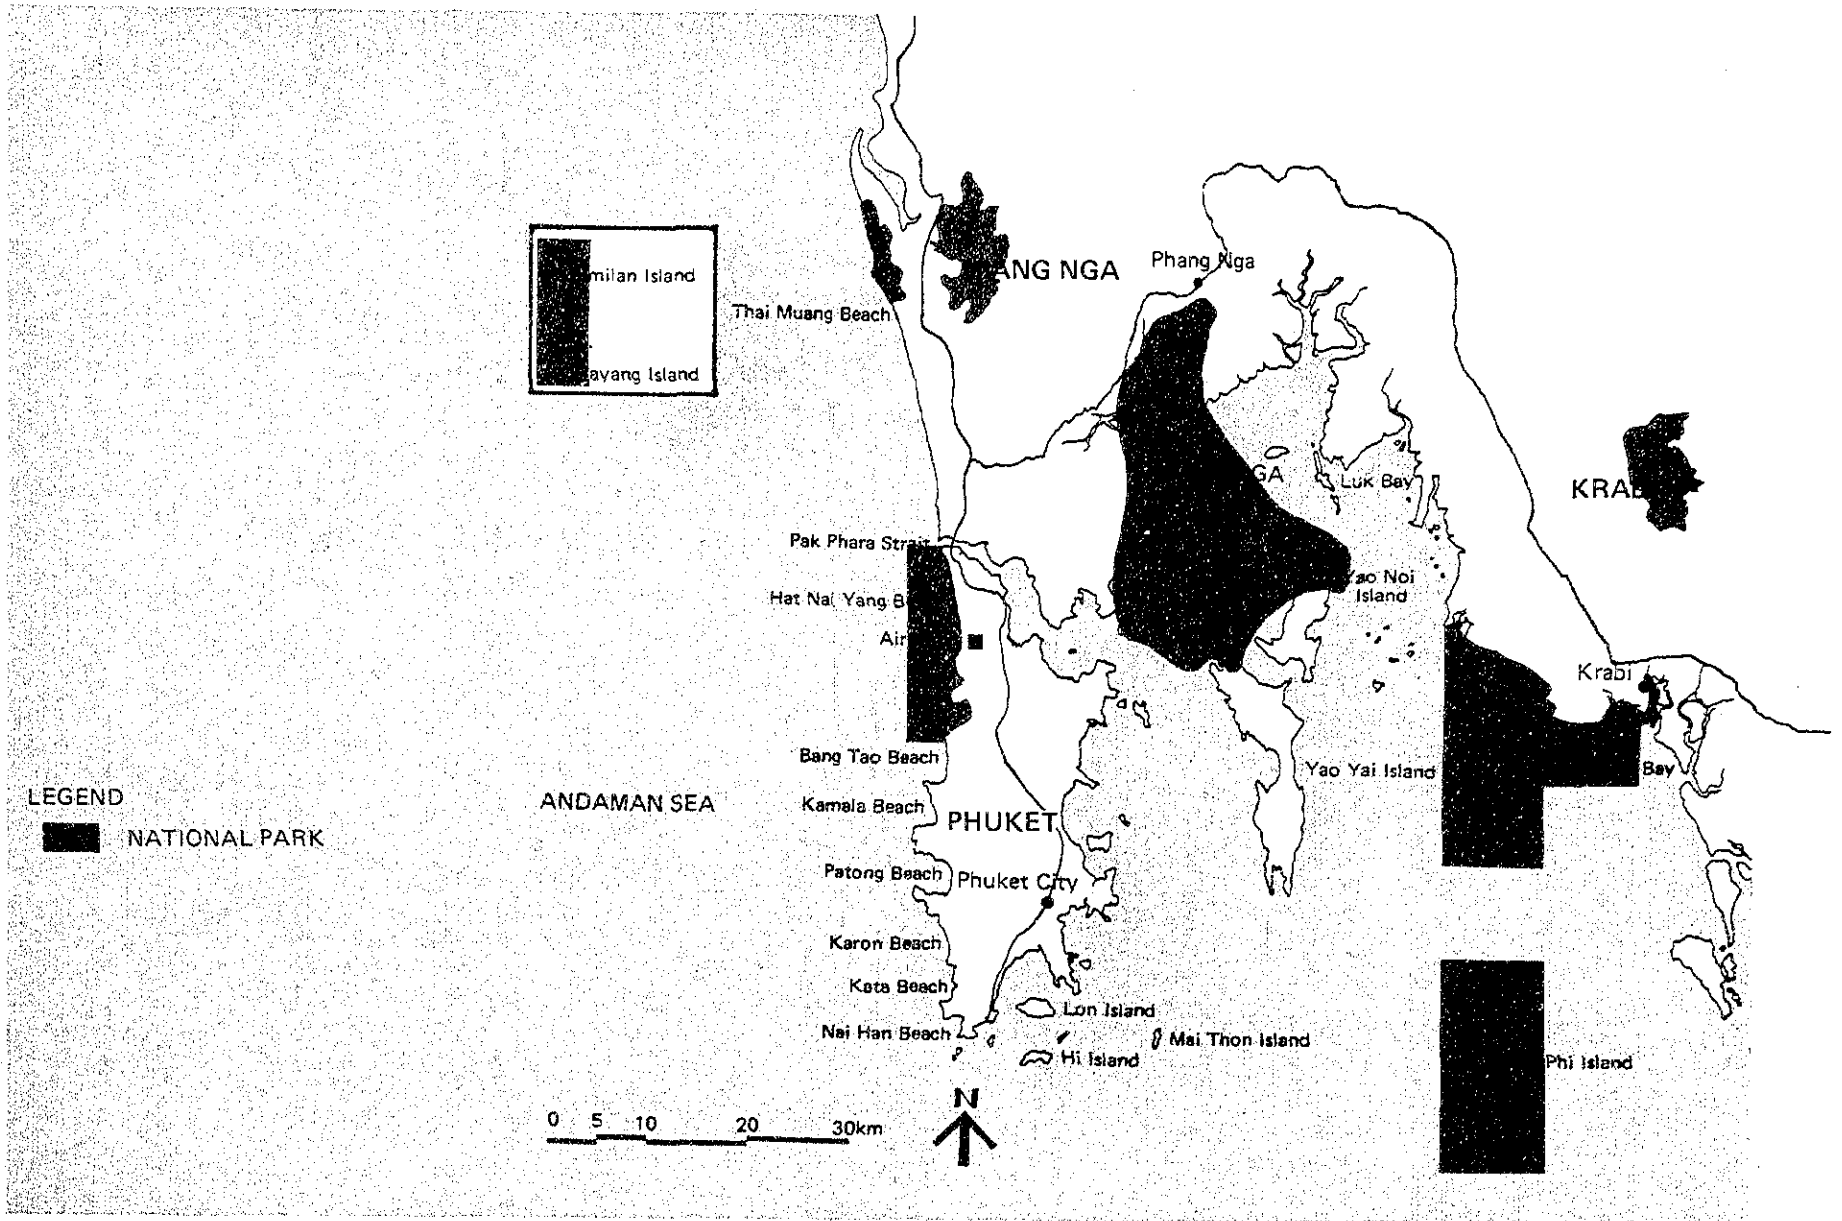 milan Island
ayang Island
Thai Muang Beach
ANG NGA
Phang Nga
GA
Luk Bay
KRAB
Pak Phara Strait
Hat Nai Yang B
Air
Yao Noi
Island
Krabi
Bang Tao Beach
Yao Yai Island
Bay
LEGEND
NATIONAL PARK
ANDAMAN SEA
Kamala Beach
PHUKET
Patong Beach
Phuket City
Karon Beach
Kata Beach
Lon Island
Nai Han Beach
Mai Thon Island
Hi Island
Phi Island
N
0 5 10 20 30km